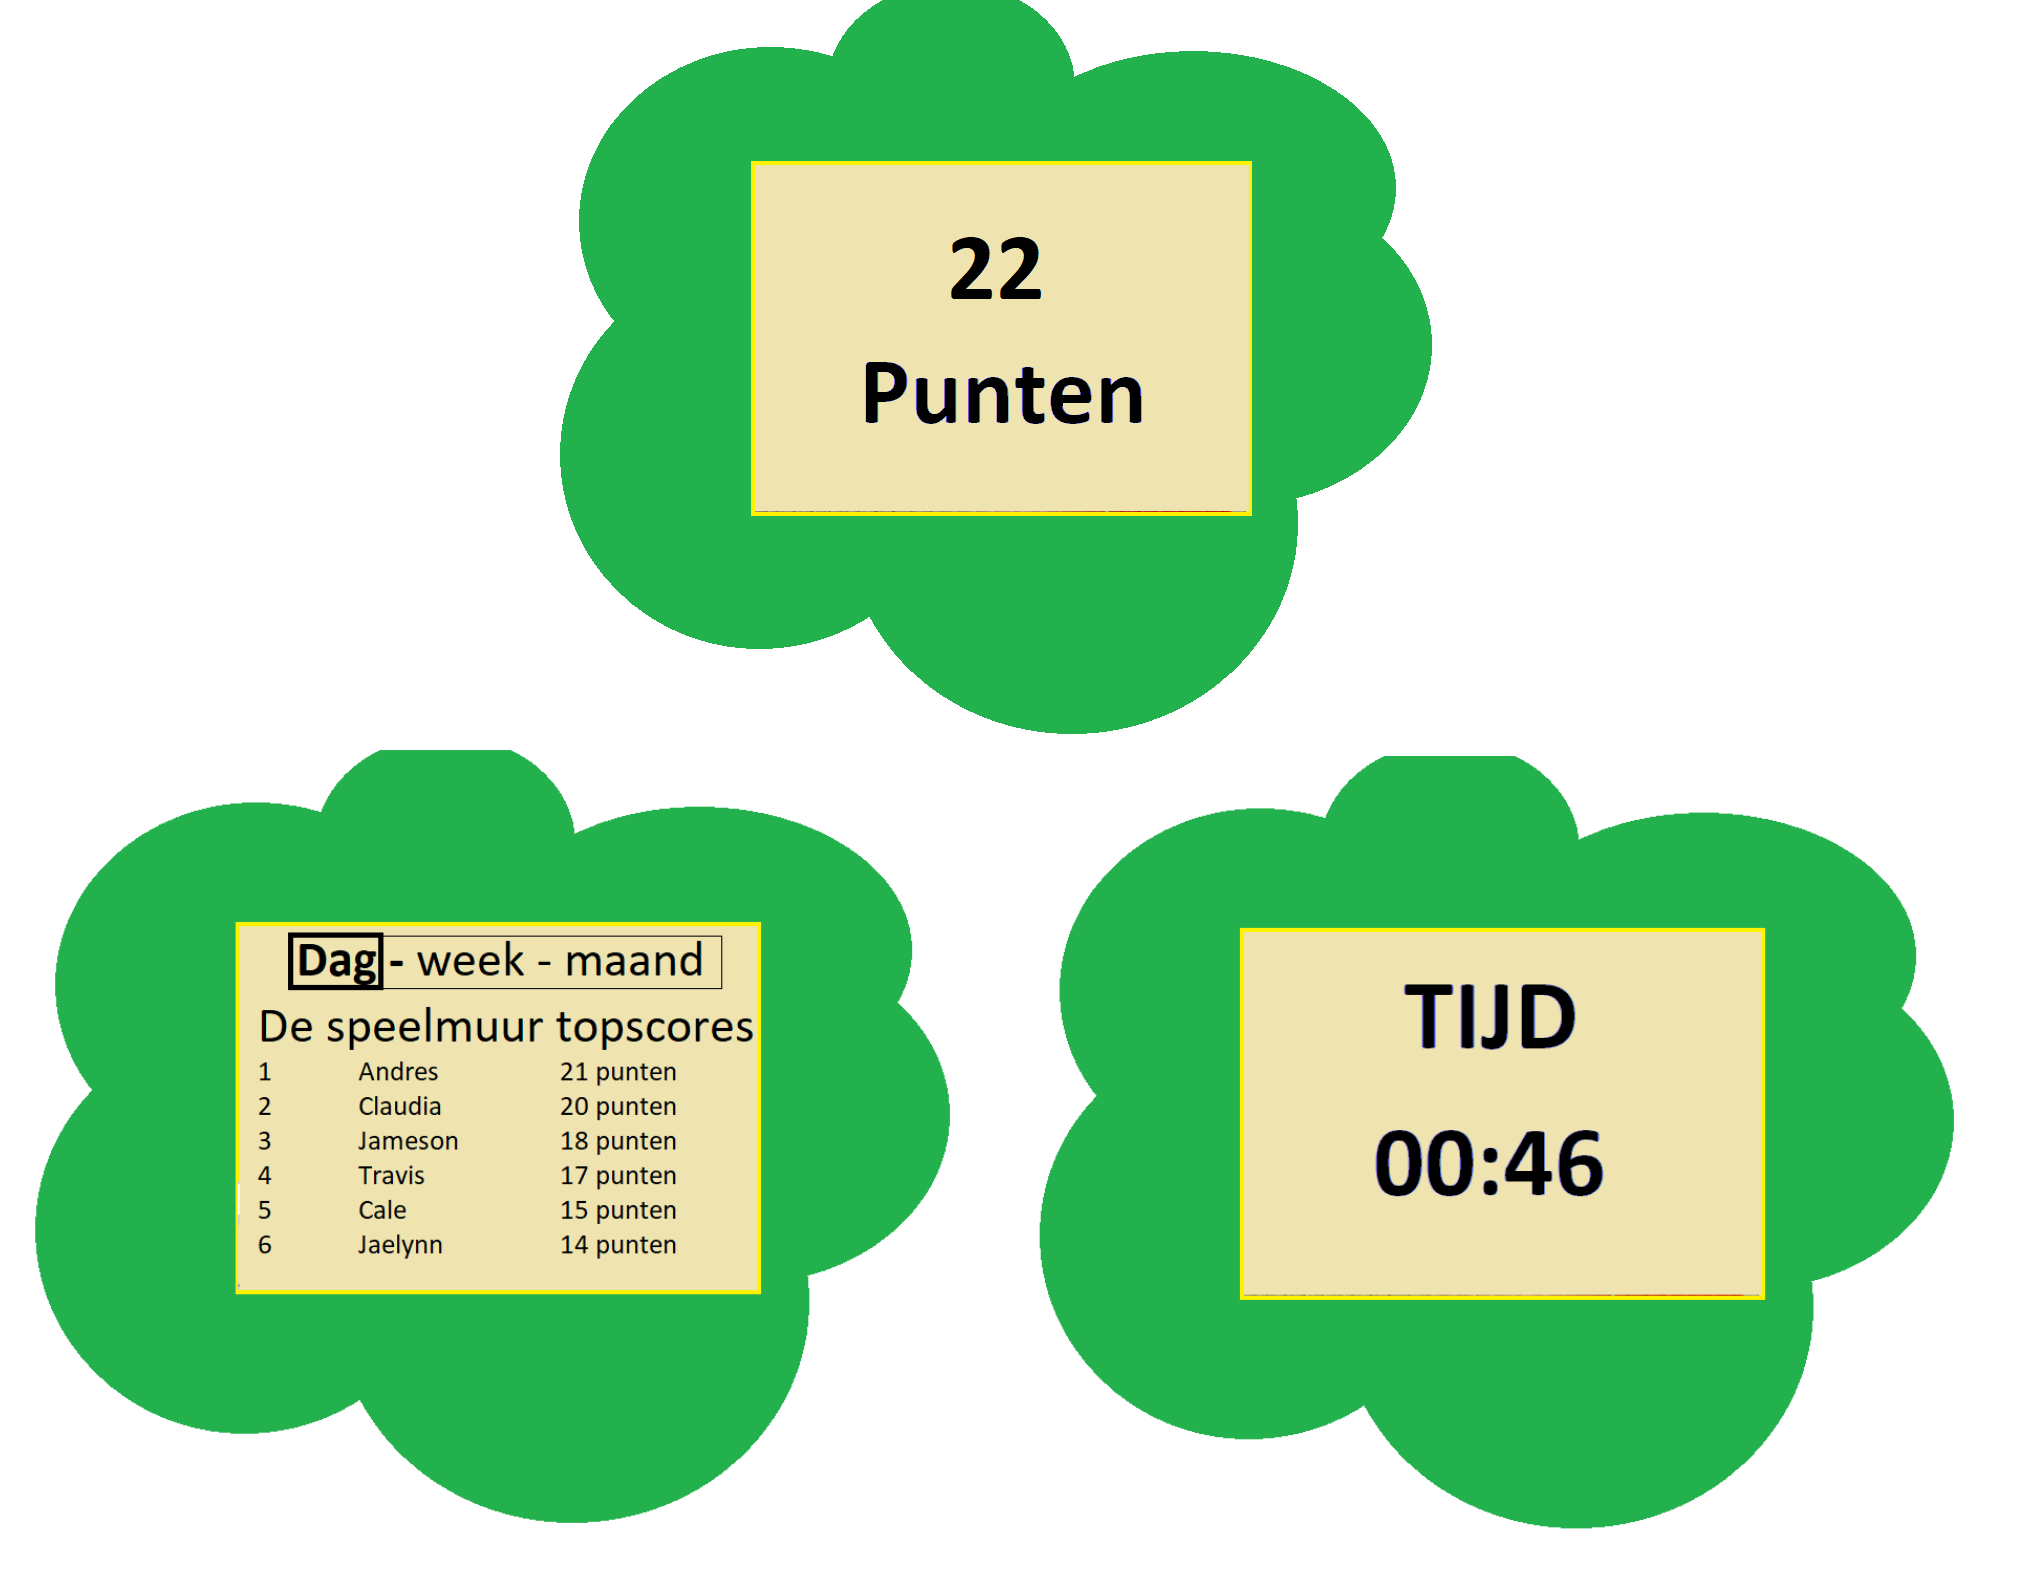 22
Punten
Dag - week - maand
De speelmuur topscores
1 Andres 21 punten
2 Claudia 20 punten
3 Jameson 18 punten
4 Travis 17 punten
5 Cale 15 punten
6 Jaelynn 14 punten
TIJD
00:46